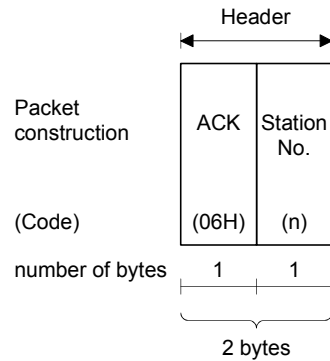 Header
Packet
construction
ACK
Station
No.
(Code)
(06H)
(n)
number of bytes
1
1
2 bytes